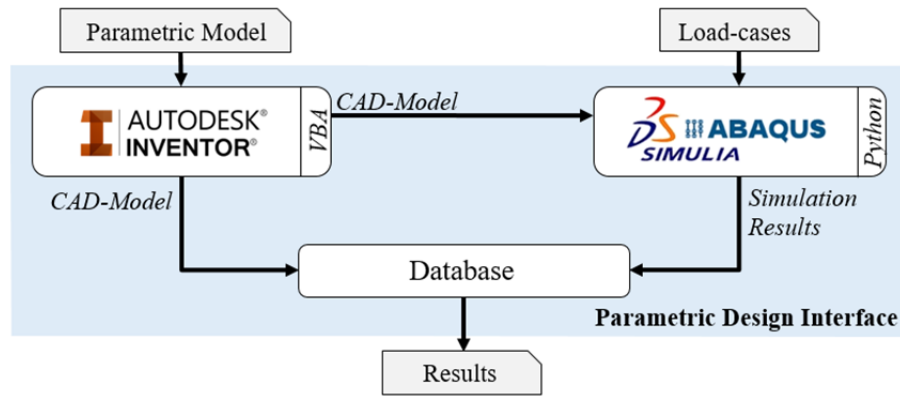 Parametric Model
Load-cases
AUTODESK®
INVENTOR®
VBA
CAD-Model
DS SIMULIA
ABAQUS
Python
CAD-Model
Simulation
Results
Database
Parametric Design Interface
Results